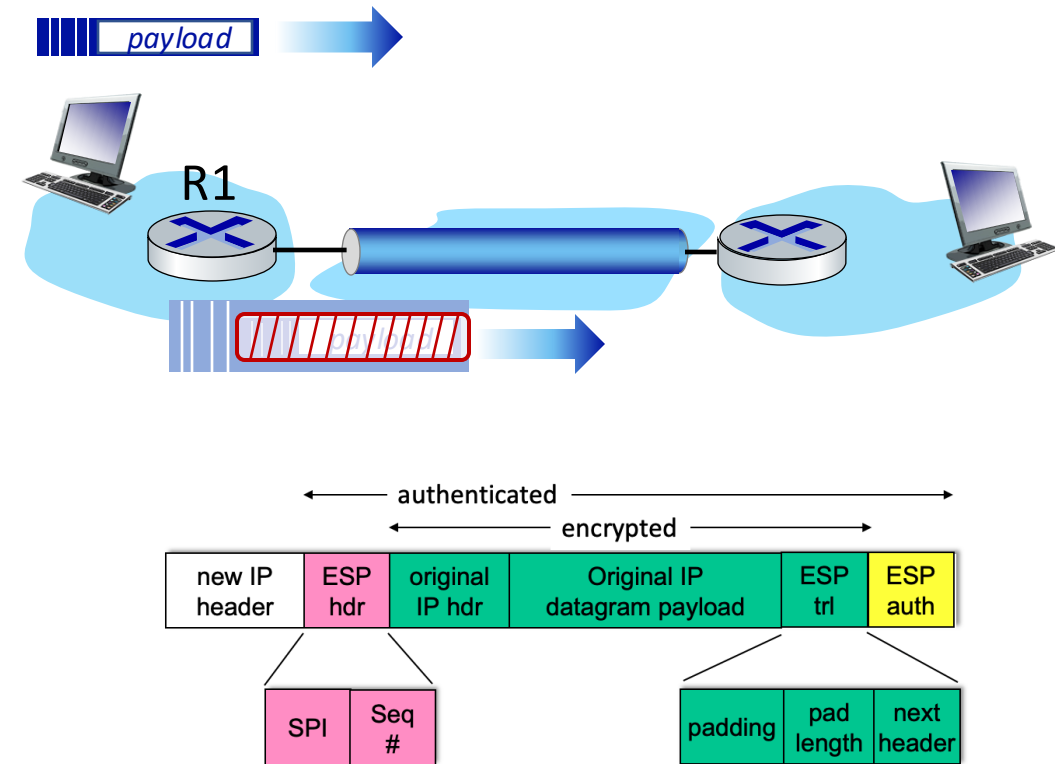 payload
R1
payload
authenticated
encrypted
new IP
header
ESP
hdr
original
IP hdr
Original IP
datagram payload
ESP
trl
ESP
auth
SPI
Seq
#
padding
pad
length
next
header